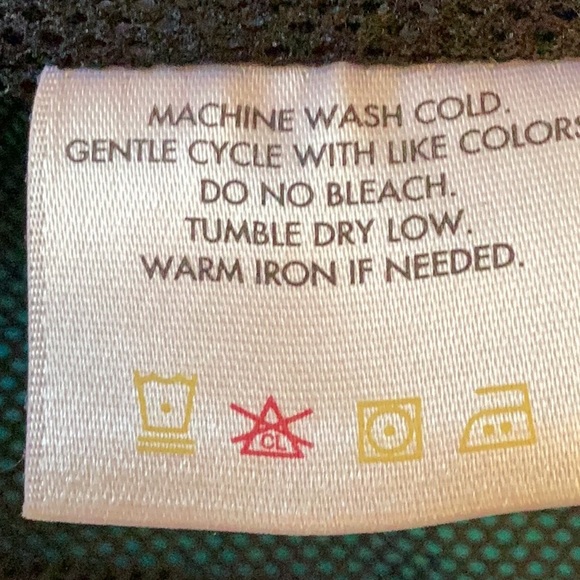 MACHINE WASH COLD.
GENTLE CYCLE WITH LIKE COLORS
DO NO BLEACH.
TUMBLE DRY LOW.
WARM IRON IF NEEDED.
CL